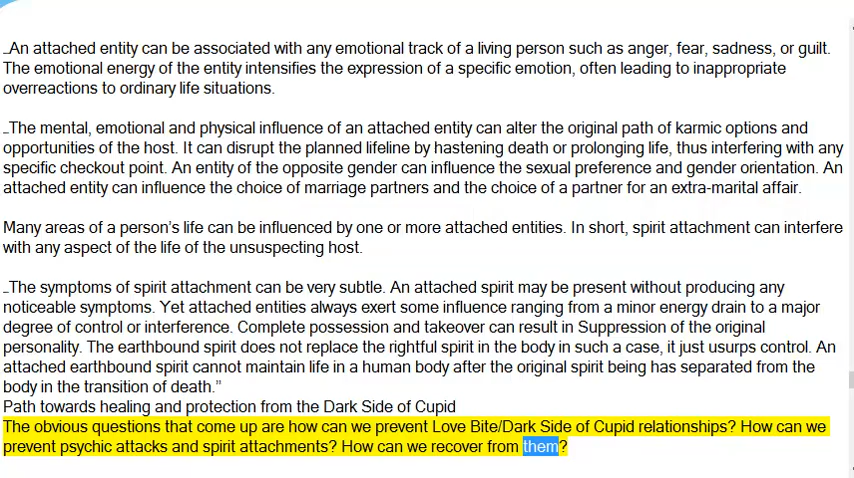 _An attached entity can be associated with any emotional track of a living person such as anger, fear, sadness, or guilt.
The emotional energy of the entity intensifies the expression of a specific emotion, often leading to inappropriate
overreactions to ordinary life situations.
_The mental, emotional and physical influence of an attached entity can alter the original path of karmic options and
opportunities of the host. It can disrupt the planned lifeline by hastening death or prolonging life, thus interfering with any
specific checkout point. An entity of the opposite gender can influence the sexual preference and gender orientation. An
attached entity can influence the choice of marriage partners and the choice of a partner for an extra-marital affair.
Many areas of a person's life can be influenced by one or more attached entities. In short, spirit attachment can interfere
with any aspect of the life of the unsuspecting host.
_The symptoms of spirit attachment can be very subtle. An attached spirit may be present without producing any
noticeable symptoms. Yet attached entities always exert some influence ranging from a minor energy drain to a major
degree of control or interference. Complete possession and takeover can result in Suppression of the original
personality. The earthbound spirit does not replace the rightful spirit in the body in such a case, it just usurps control. An
attached earthbound spirit cannot maintain life in a human body after the original spirit being has separated from the
body in the transition of death.”
Path towards healing and protection from the Dark Side of Cupid
The obvious questions that come up are how can we prevent Love Bite/Dark Side of Cupid relationships? How can we
prevent psychic attacks and spirit attachments? How can we recover from them?